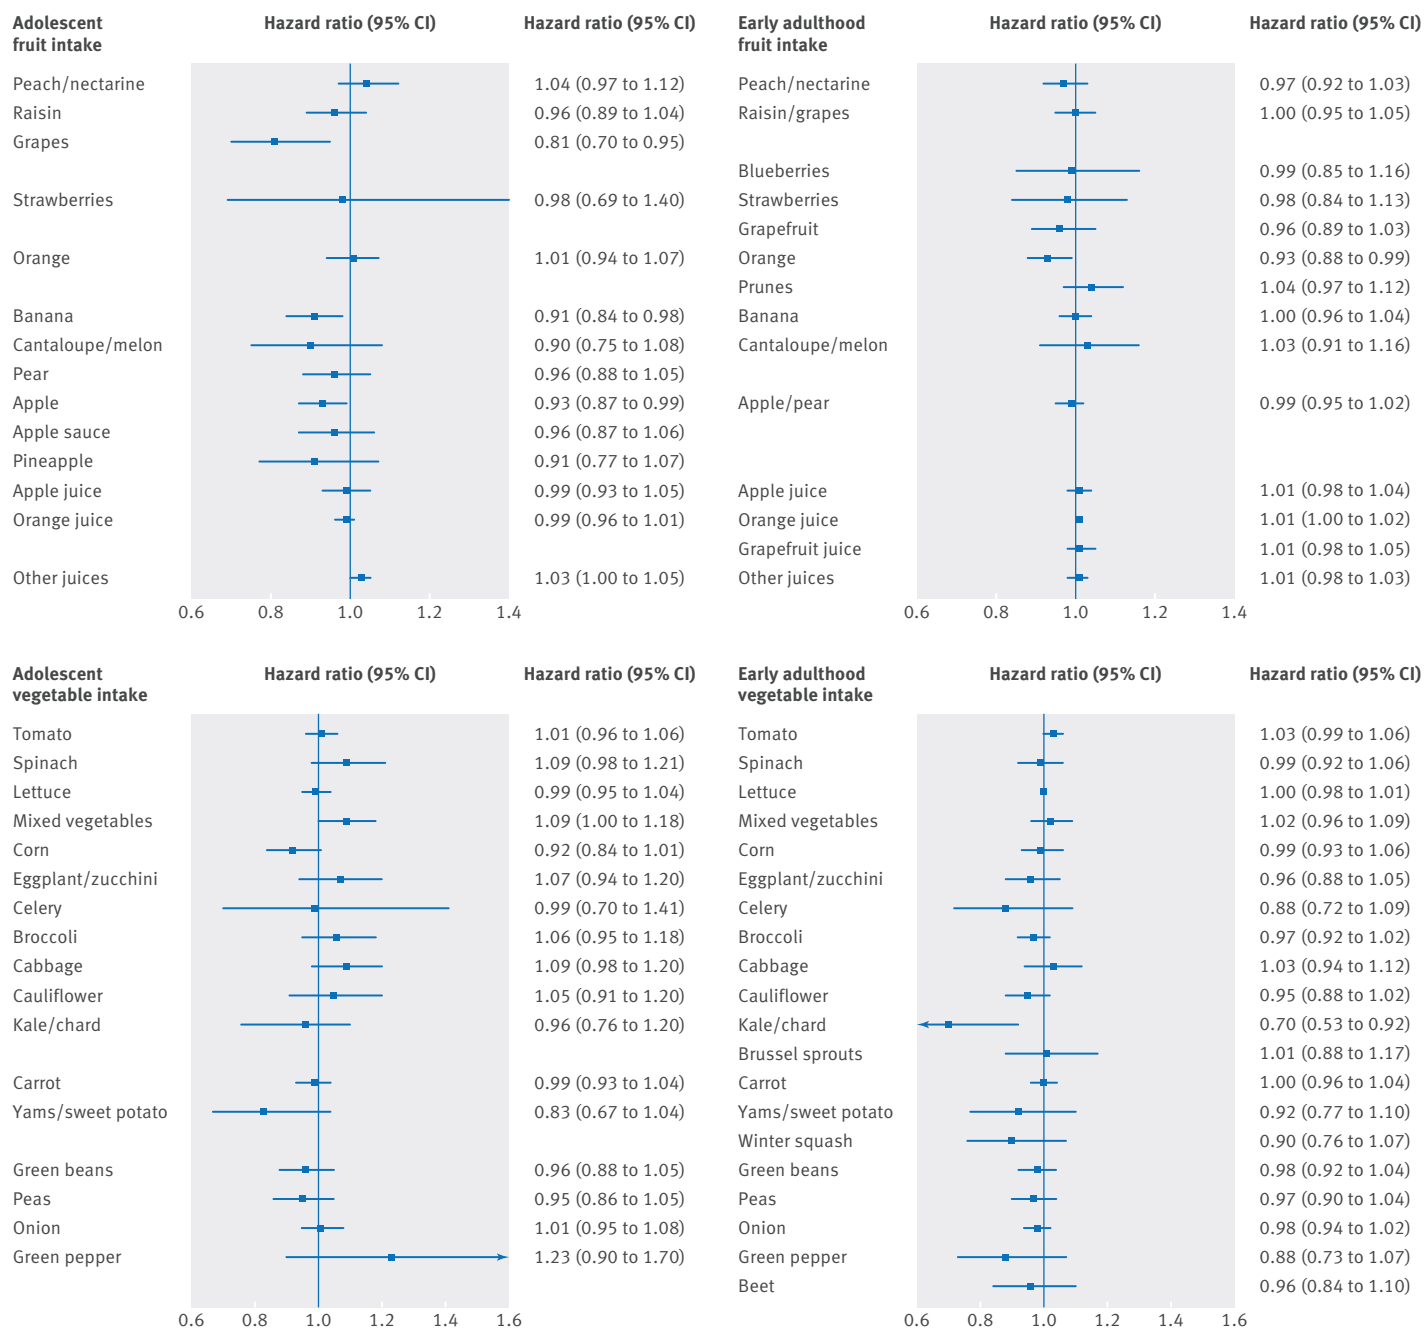 Adolescent
fruit intake
Hazard ratio (95% CI)
Hazard ratio (95% CI)
Peach/nectarine 1.04 (0.97 to 1.12)
Raisin 0.96 (0.89 to 1.04)
Grapes 0.81 (0.70 to 0.95)
Strawberries 0.98 (0.69 to 1.40)
Orange 1.01 (0.94 to 1.07)
Banana 0.91 (0.84 to 0.98)
Cantaloupe/melon 0.90 (0.75 to 1.08)
Pear 0.96 (0.88 to 1.05)
Apple 0.93 (0.87 to 0.99)
Apple sauce 0.96 (0.87 to 1.06)
Pineapple 0.91 (0.77 to 1.07)
Apple juice 0.99 (0.93 to 1.05)
Orange juice 0.99 (0.96 to 1.01)
Other juices 1.03 (1.00 to 1.05)
0.6 0.8 1.0 1.2 1.4
Early adulthood
fruit intake
Hazard ratio (95% CI)
Hazard ratio (95% CI)
Peach/nectarine 0.97 (0.92 to 1.03)
Raisin/grapes 1.00 (0.95 to 1.05)
Blueberries 0.99 (0.85 to 1.16)
Strawberries 0.98 (0.84 to 1.13)
Grapefruit 0.96 (0.89 to 1.03)
Orange 0.93 (0.88 to 0.99)
Prunes 1.04 (0.97 to 1.12)
Banana 1.00 (0.96 to 1.04)
Cantaloupe/melon 1.03 (0.91 to 1.16)
Apple/pear 0.99 (0.95 to 1.02)
Apple juice 1.01 (0.98 to 1.04)
Orange juice 1.01 (1.00 to 1.02)
Grapefruit juice 1.01 (0.98 to 1.05)
Other juices 1.01 (0.98 to 1.03)
0.6 0.8 1.0 1.2 1.4
Adolescent
vegetable intake
Hazard ratio (95% CI)
Hazard ratio (95% CI)
Tomato 1.01 (0.96 to 1.06)
Spinach 1.09 (0.98 to 1.21)
Lettuce 0.99 (0.95 to 1.04)
Mixed vegetables 1.09 (1.00 to 1.18)
Corn 0.92 (0.84 to 1.01)
Eggplant/zucchini 1.07 (0.94 to 1.20)
Celery 0.99 (0.70 to 1.41)
Broccoli 1.06 (0.95 to 1.18)
Cabbage 1.09 (0.98 to 1.20)
Cauliflower 1.05 (0.91 to 1.20)
Kale/chard 0.96 (0.76 to 1.20)
Carrot 0.99 (0.93 to 1.04)
Yams/sweet potato 0.83 (0.67 to 1.04)
Green beans 0.96 (0.88 to 1.05)
Peas 0.95 (0.86 to 1.05)
Onion 1.01 (0.95 to 1.08)
Green pepper 1.23 (0.90 to 1.70)
0.6 0.8 1.0 1.2 1.4 1.6
Early adulthood
vegetable intake
Hazard ratio (95% CI)
Hazard ratio (95% CI)
Tomato 1.03 (0.99 to 1.06)
Spinach 0.99 (0.92 to 1.06)
Lettuce 1.00 (0.98 to 1.01)
Mixed vegetables 1.02 (0.96 to 1.09)
Corn 0.99 (0.93 to 1.06)
Eggplant/zucchini 0.96 (0.88 to 1.05)
Celery 0.88 (0.72 to 1.09)
Broccoli 0.97 (0.92 to 1.02)
Cabbage 1.03 (0.94 to 1.12)
Cauliflower 0.95 (0.88 to 1.02)
Kale/chard 0.70 (0.53 to 0.92)
Brussel sprouts 1.01 (0.88 to 1.17)
Carrot 1.00 (0.96 to 1.04)
Yams/sweet potato 0.92 (0.77 to 1.10)
Winter squash 0.90 (0.76 to 1.07)
Green beans 0.98 (0.92 to 1.04)
Peas 0.97 (0.90 to 1.04)
Onion 0.98 (0.94 to 1.02)
Green pepper 0.88 (0.73 to 1.07)
Beet 0.96 (0.84 to 1.10)
0.6 0.8 1.0 1.2 1.4 1.6